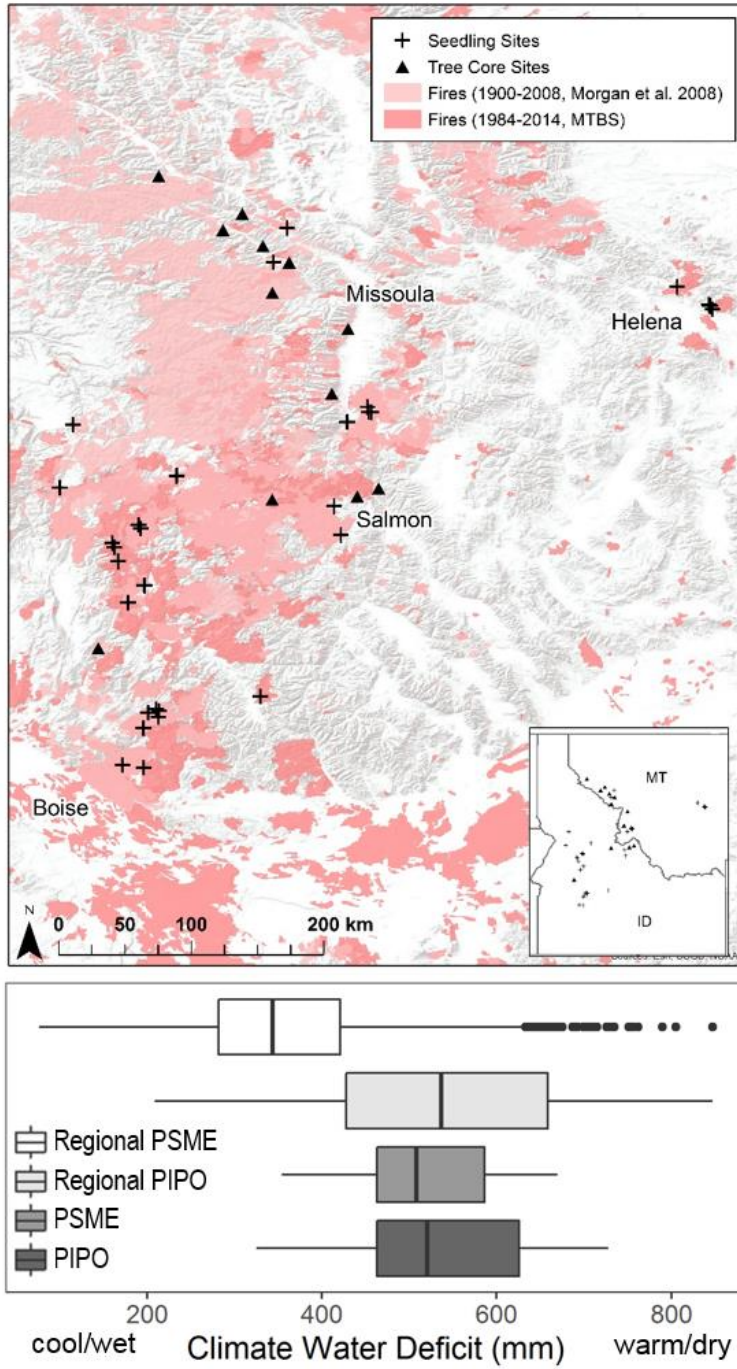 Seedling Sites
Tree Core Sites
Fires (1900-2008, Morgan et al. 2008)
Fires (1984-2014, MTBS)
Missoula
Helena
Salmon
Boise
N
0 50 100 200 km
MT
ID
Regional PSME
Regional PIPO
PSME
PIPO
200 400 600 800
cool/wet Climate Water Deficit (mm) warm/dry